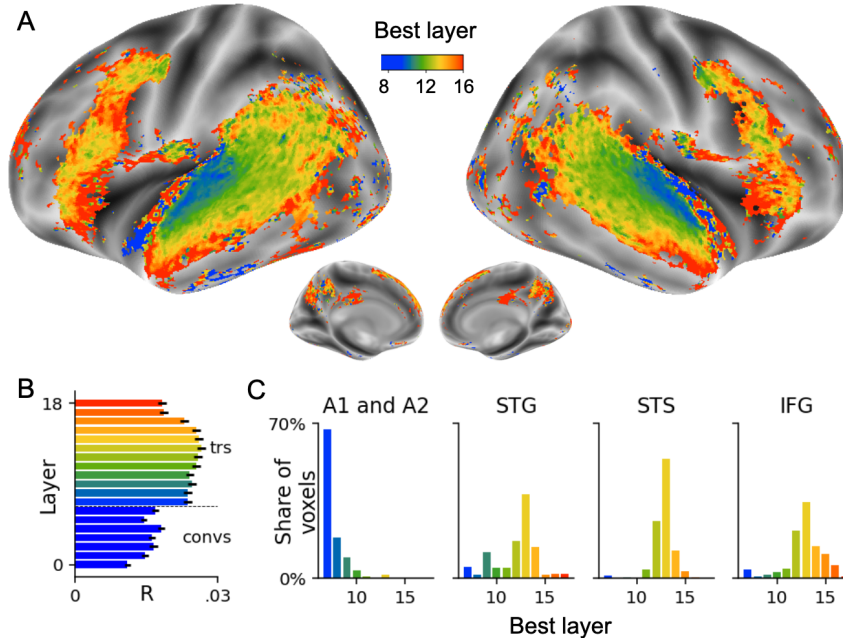 A
Best layer
8 12 16
B
18
Layer
trs
convs
0
0 R .03
C
A1 and A2 STG STS IFG
70%
Share of
voxels
0%
10 15 10 15 10 15 10 15
Best layer